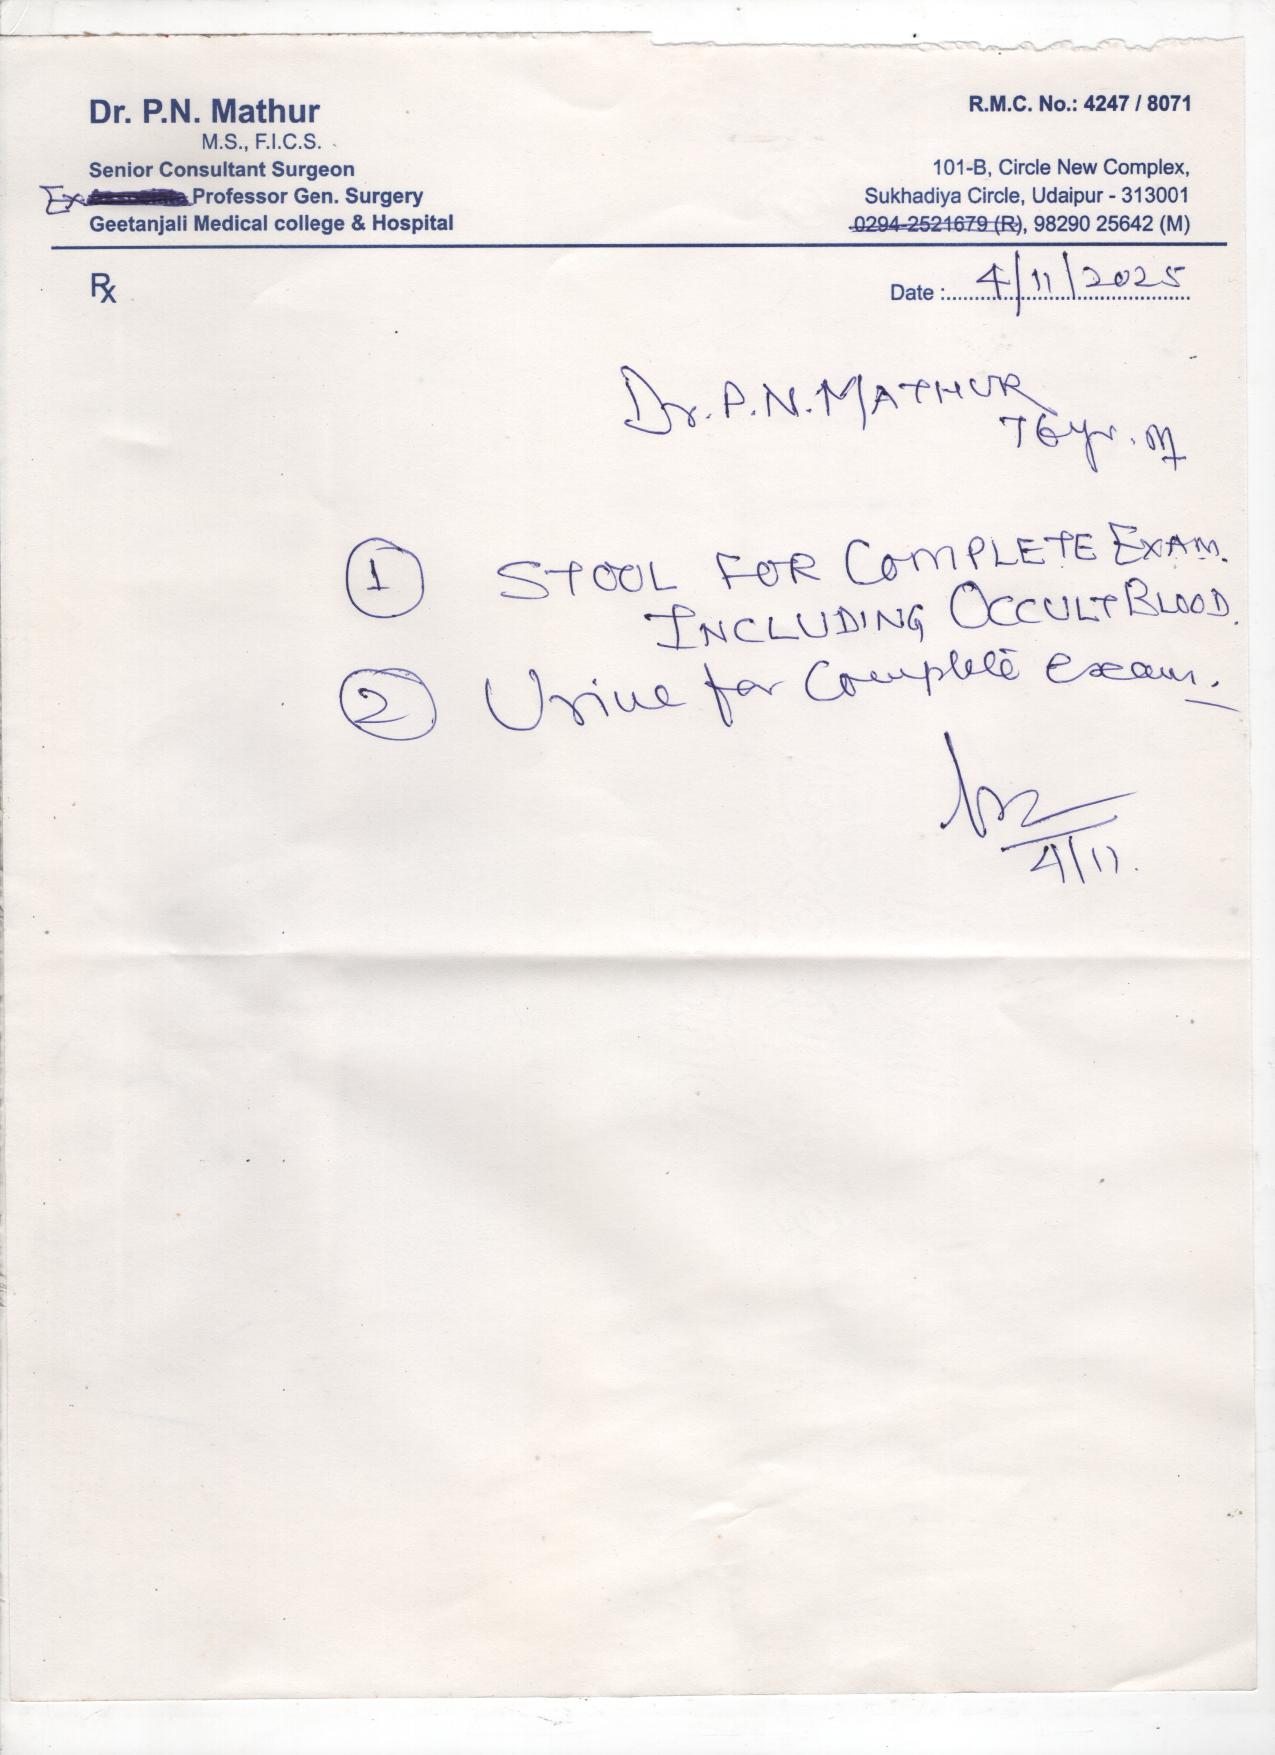 Dr. P.N. Mathur
M.S., F.I.C.S.
Senior Consultant Surgeon
Ex Professor Gen. Surgery
Geetanjali Medical college & Hospital
R.M.C. No.: 4247 / 8071
101-B, Circle New Complex,
Sukhadiya Circle, Udaipur - 313001
0294-2521679 (R), 98290 25642 (M)
Rx
Date : 4/11/2025
Dr. P.N. MATHUR
76yr. M
1 STOOL FOR COMPLETE EXAM.
INCLUDING OCCULT BLOOD.
2 Urine for Complete exam.
4/11.